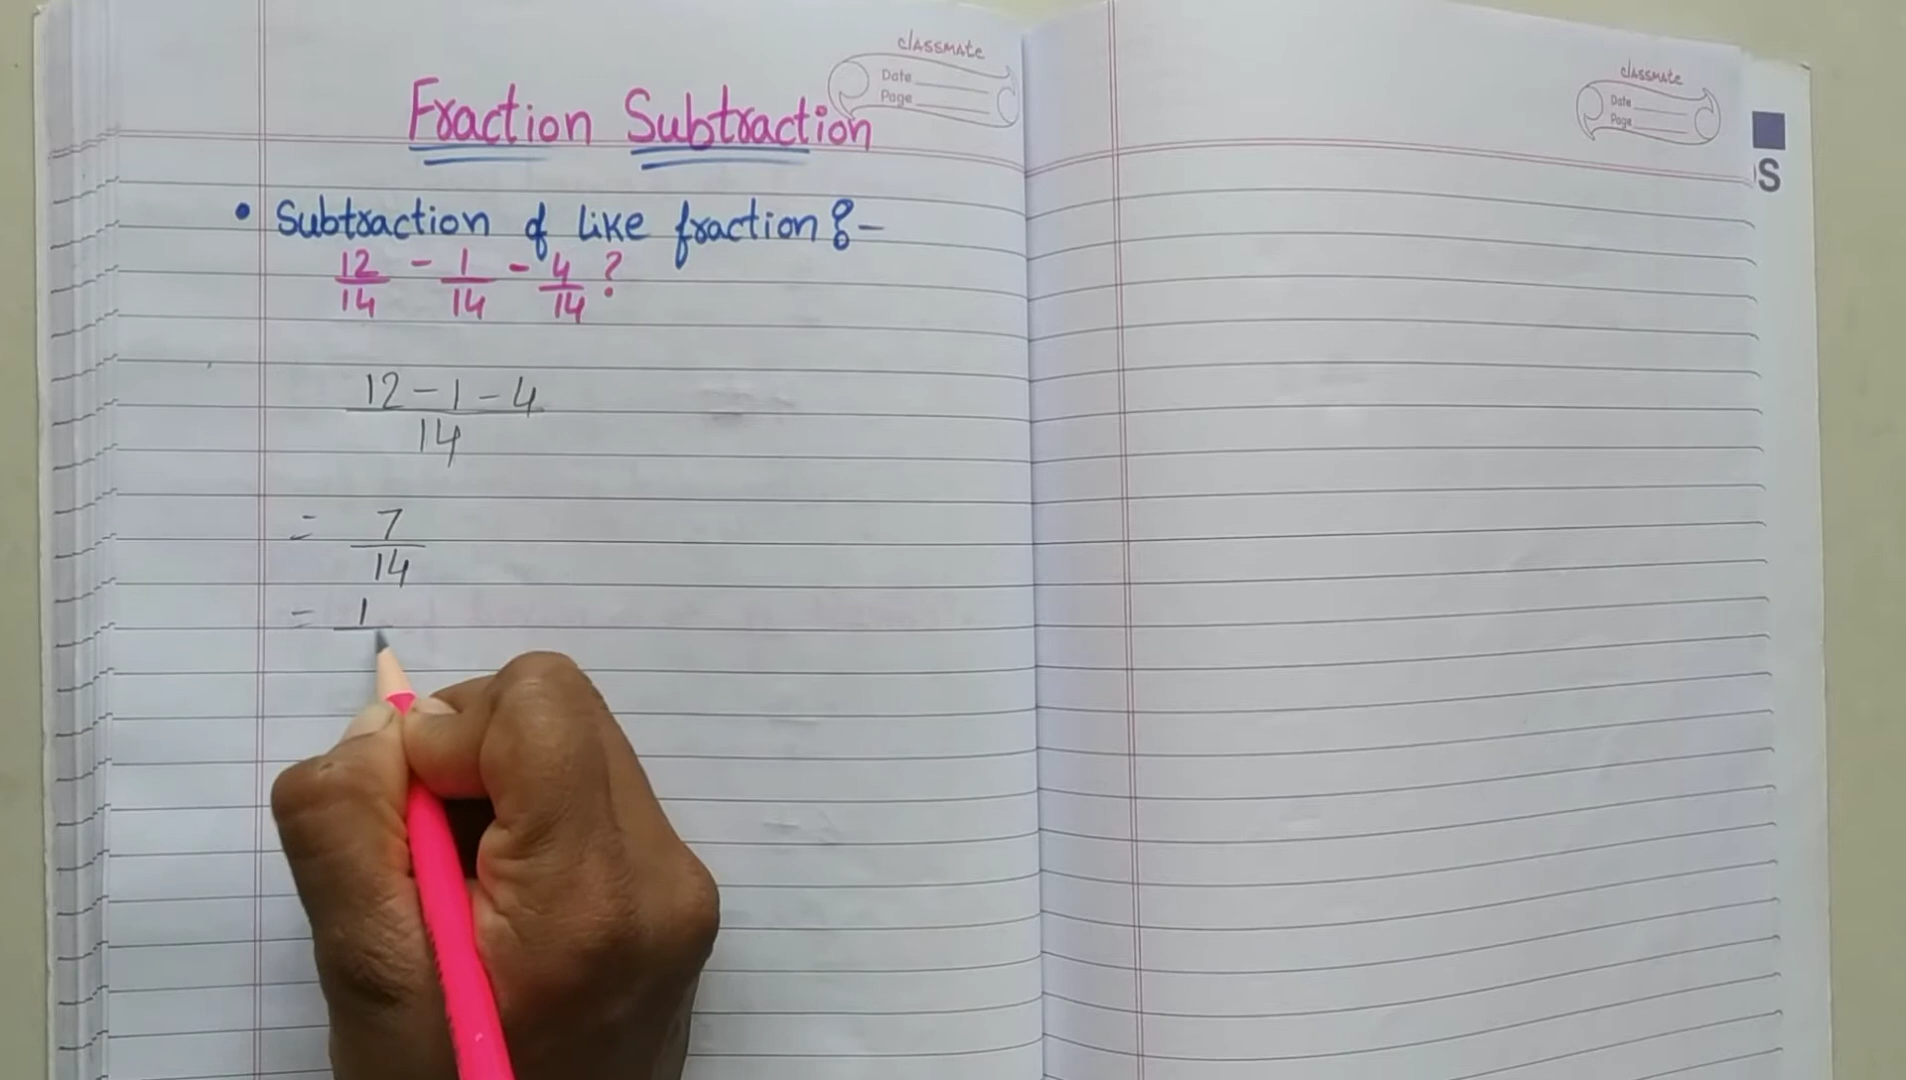 classmate
Date
Page
Fraction Subtraction
• Subtraction of like fraction :-
12/14 - 1/14 - 4/14 ?
12 - 1 - 4
14
= 7/14
= 1
classmate
Date
Page
S